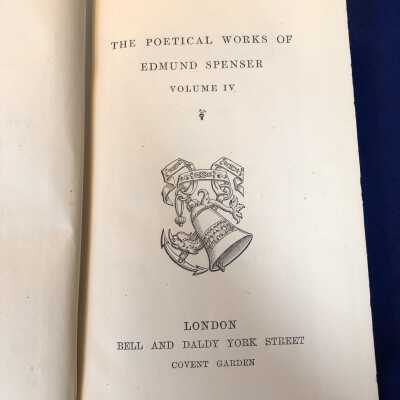 THE POETICAL WORKS OF
EDMUND SPENSER
VOLUME IV
LONDON
BELL AND DALDY YORK STREET
COVENT GARDEN